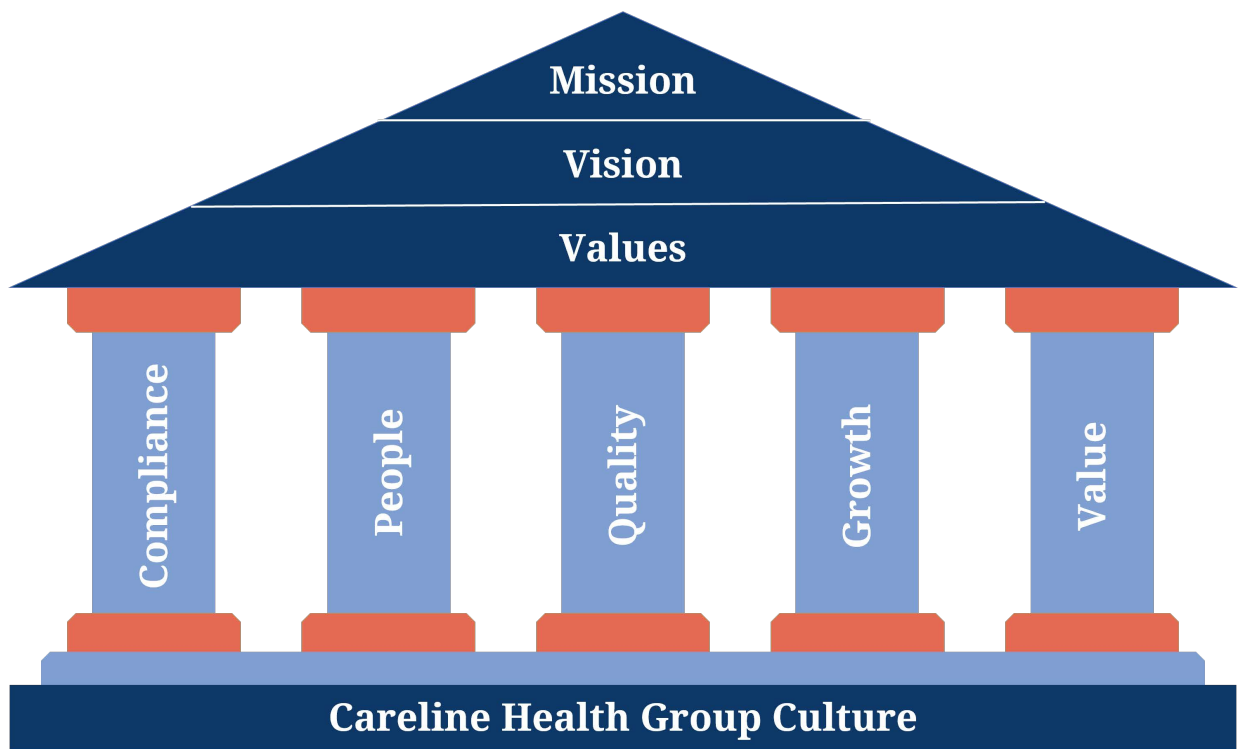 Mission
Vision
Values
Compliance
People
Quality
Growth
Value
Careline Health Group Culture